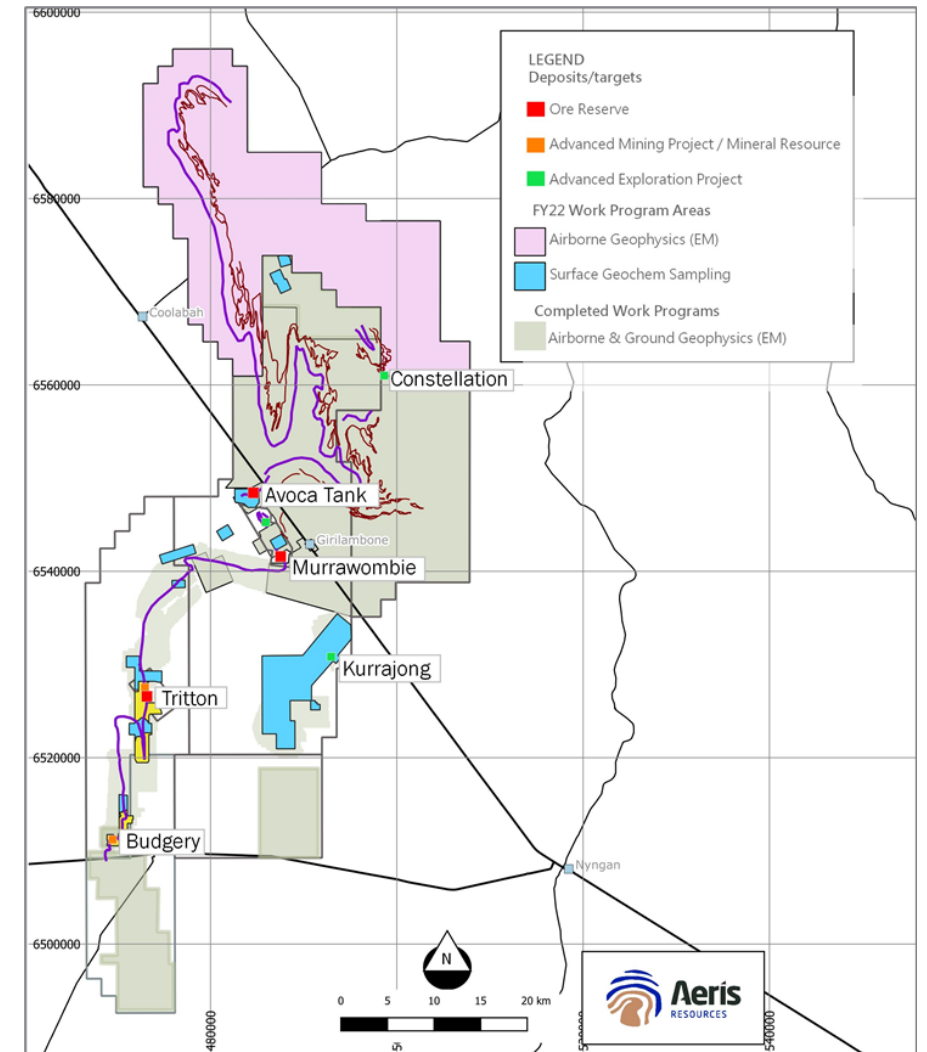 6600000
LEGEND
Deposits/targets
Ore Reserve
Advanced Mining Project / Mineral Resource
6580000
Advanced Exploration Project
FY22 Work Program Areas
Airborne Geophysics (EM)
Surface Geochem Sampling
Coolabah
Completed Work Programs
Airborne & Ground Geophysics (EM)
6560000
Constellation
Avoca Tank
Girilambone
6540000
Murrawombie
Kurrajong
Tritton
6520000
Budgery
Nyngan
6500000
N
0 5 10 15 20 km
Aeris
RESOURCES